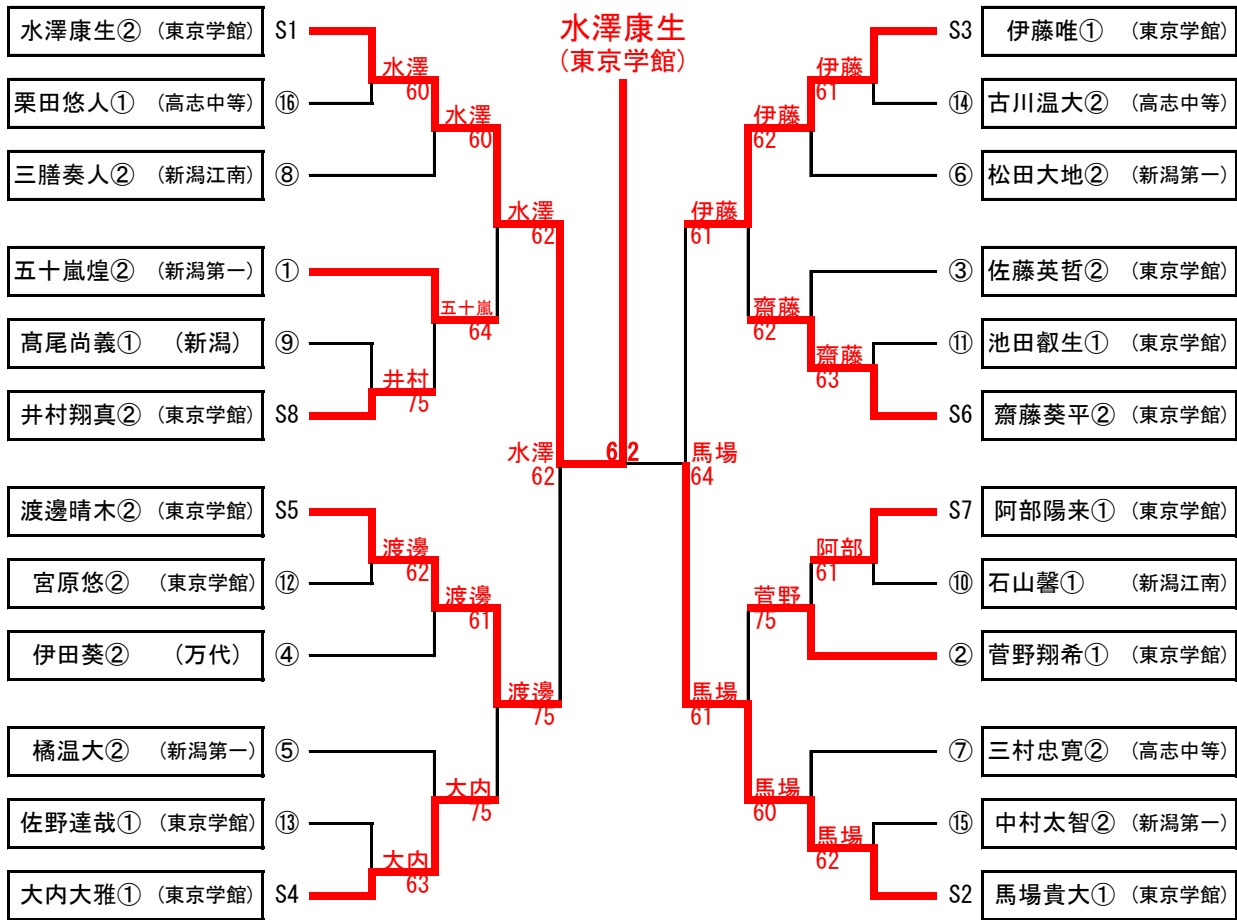 水澤康生
(東京学館)
水澤康生② (東京学館) S1
栗田悠人① (高志中等) ⑯
三膳奏人② (新潟江南) ⑧
五十嵐煌② (新潟第一) ①
髙尾尚義① (新潟) ⑨
井村翔真② (東京学館) S8
渡邊晴木② (東京学館) S5
宮原悠② (東京学館) ⑫
伊田葵② (万代) ④
橘温大② (新潟第一) ⑤
佐野達哉① (東京学館) ⑬
大内大雅① (東京学館) S4
水澤
60
水澤
60
水澤
62
五十嵐
64
井村
75
水澤
62
渡邊
62
渡邊
61
渡邊
75
大内
75
大内
63
伊藤
61
伊藤
62
伊藤
61
齋藤
62
齋藤
63
馬場
64
阿部
61
菅野
75
馬場
61
馬場
60
馬場
62
S3 伊藤唯① (東京学館)
⑭ 古川温大② (高志中等)
⑥ 松田大地② (新潟第一)
③ 佐藤英哲② (東京学館)
⑪ 池田叡生① (東京学館)
S6 齋藤葵平② (東京学館)
S7 阿部陽来① (東京学館)
⑩ 石山馨① (新潟江南)
② 菅野翔希① (東京学館)
⑦ 三村忠寛② (高志中等)
⑮ 中村太智② (新潟第一)
S2 馬場貴大① (東京学館)